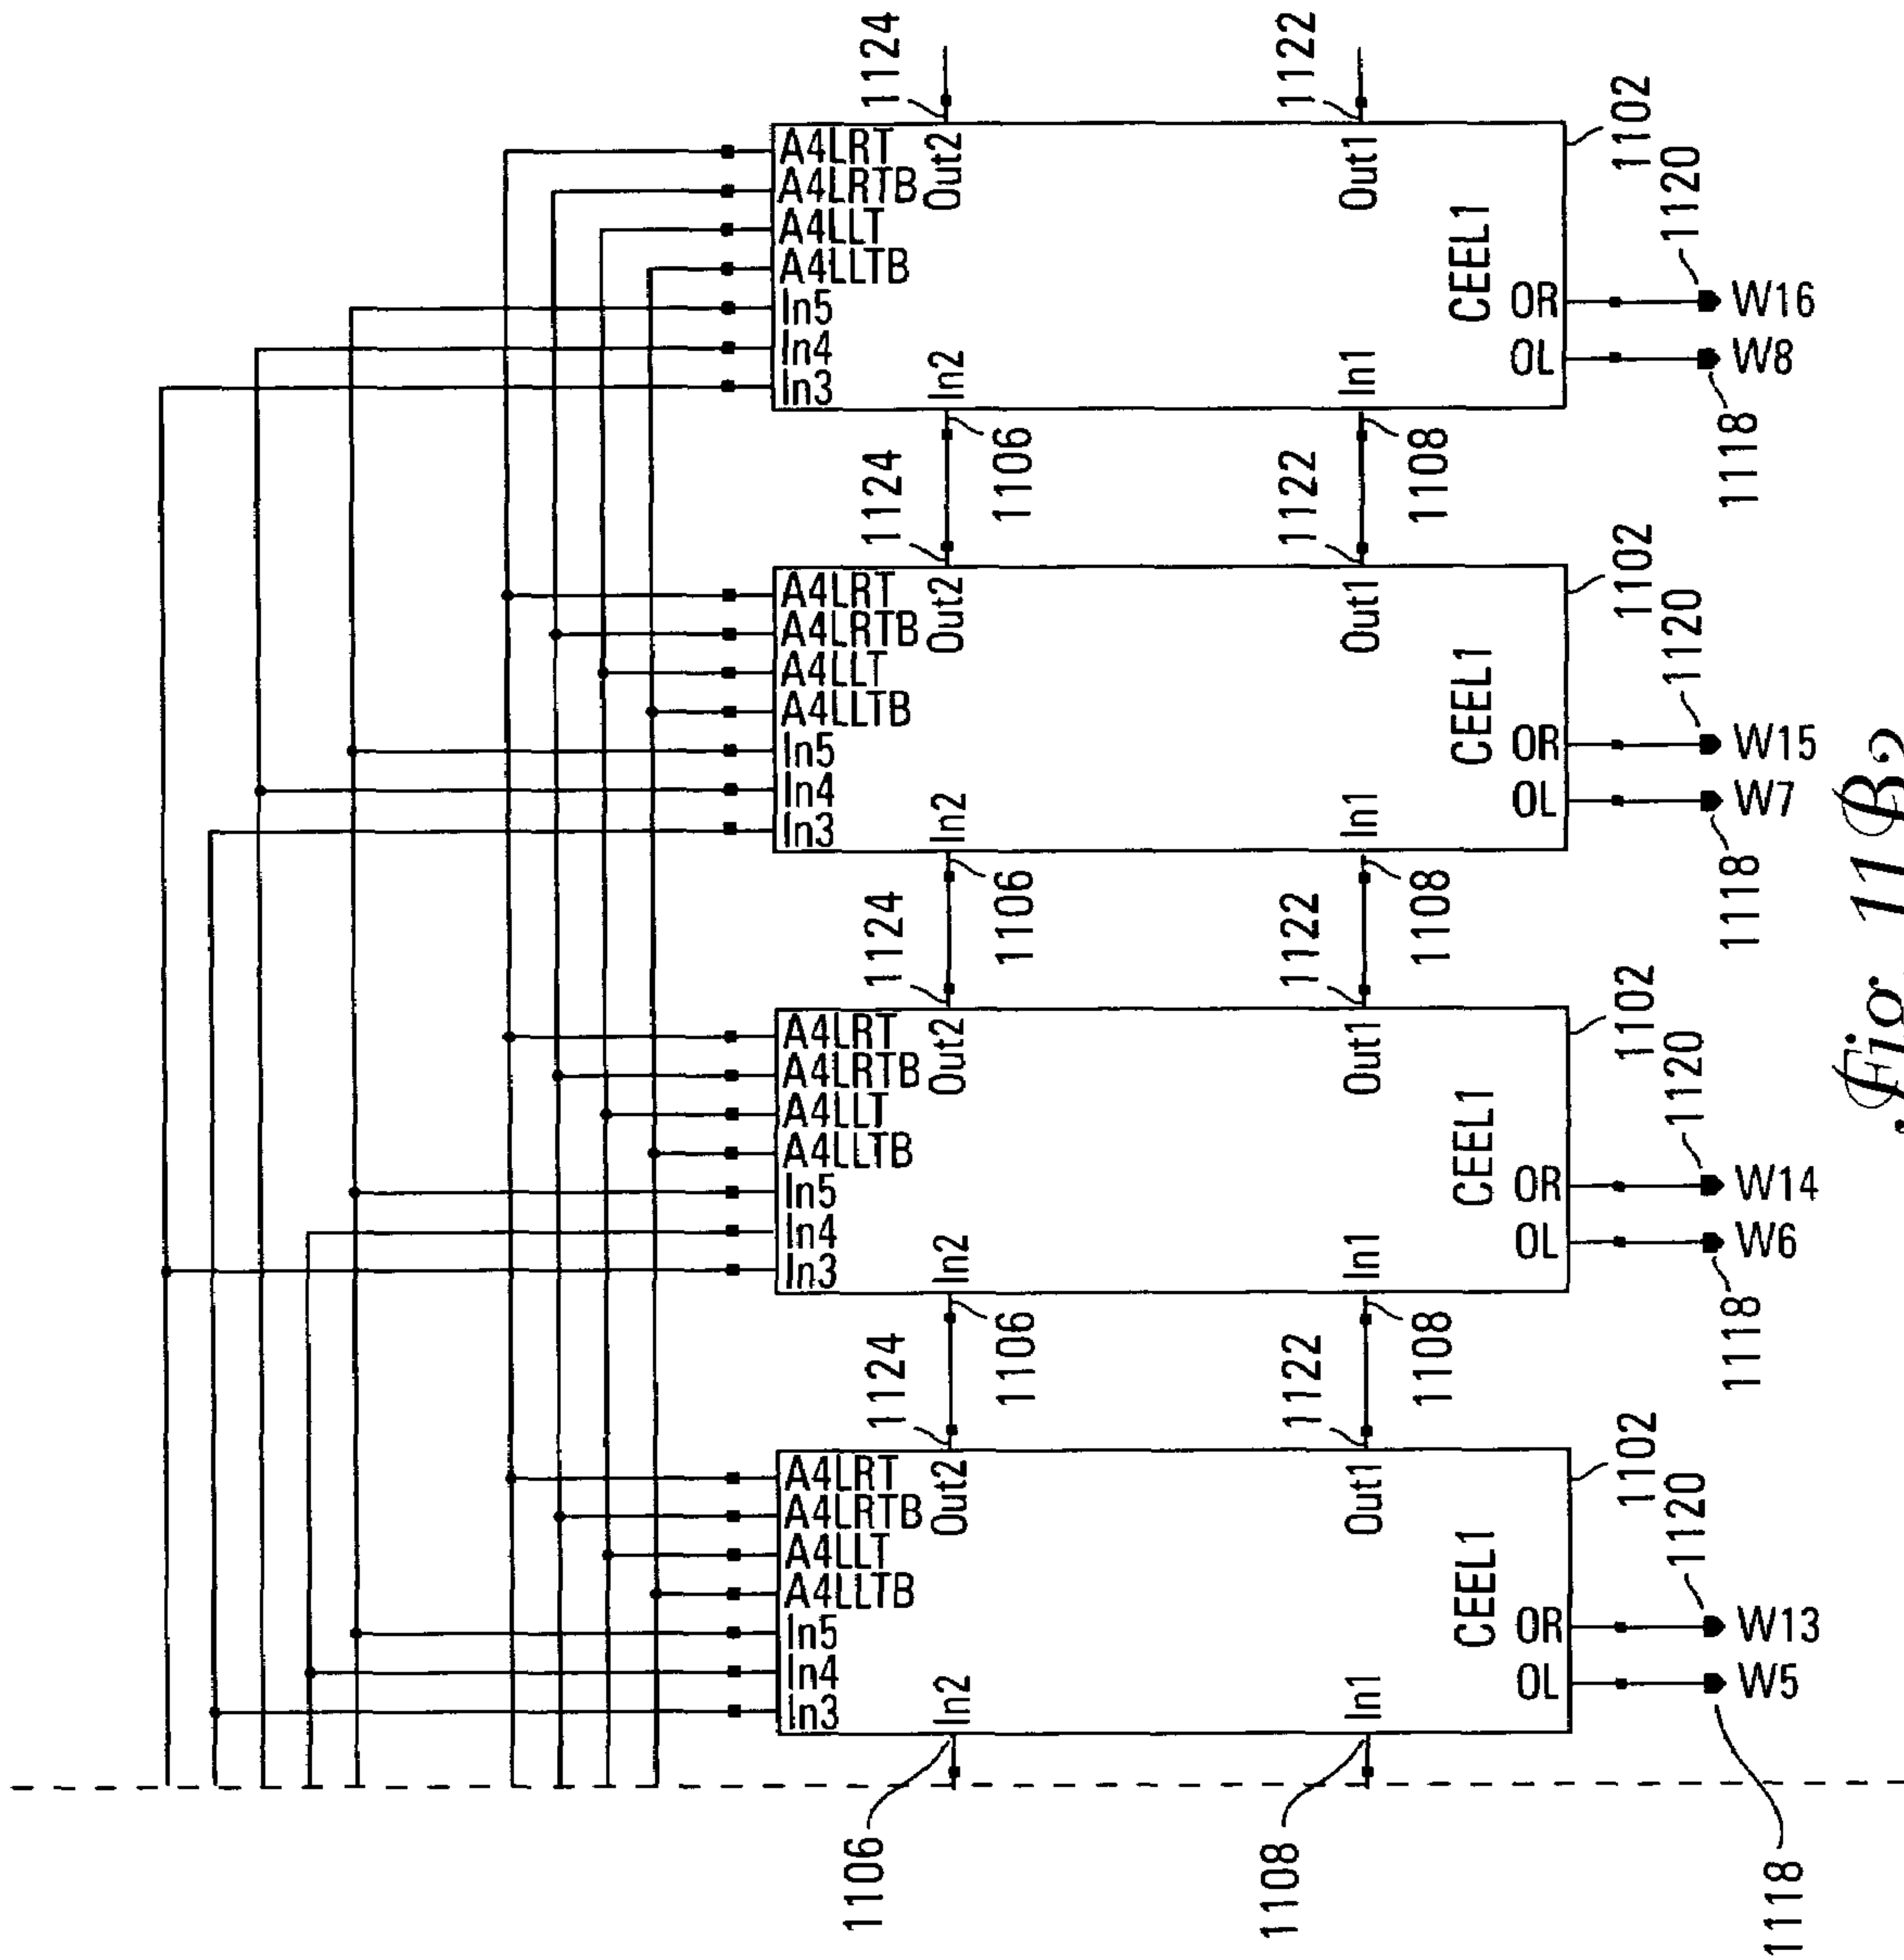 1124
1122
A4LRT
A4LRTB
A4LLT
A4LLTB
In5
In4
In3
Out2
Out1
In2
In1
CEEL1
OR
OL
1102
1120
W16
W8
1118
1106
1108
1124
1122
A4LRT
A4LRTB
A4LLT
A4LLTB
In5
In4
In3
Out2
Out1
In2
In1
CEEL1
OR
OL
1102
1120
W15
W7
1118
1106
1108
1124
1122
A4LRT
A4LRTB
A4LLT
A4LLTB
In5
In4
In3
Out2
Out1
In2
In1
CEEL1
OR
OL
1102
1120
W14
W6
1118
1106
1108
1124
1122
A4LRT
A4LRTB
A4LLT
A4LLTB
In5
In4
In3
Out2
Out1
In2
In1
CEEL1
OR
OL
1102
1120
W13
W5
1118
1106
1108
Fig. 11B2